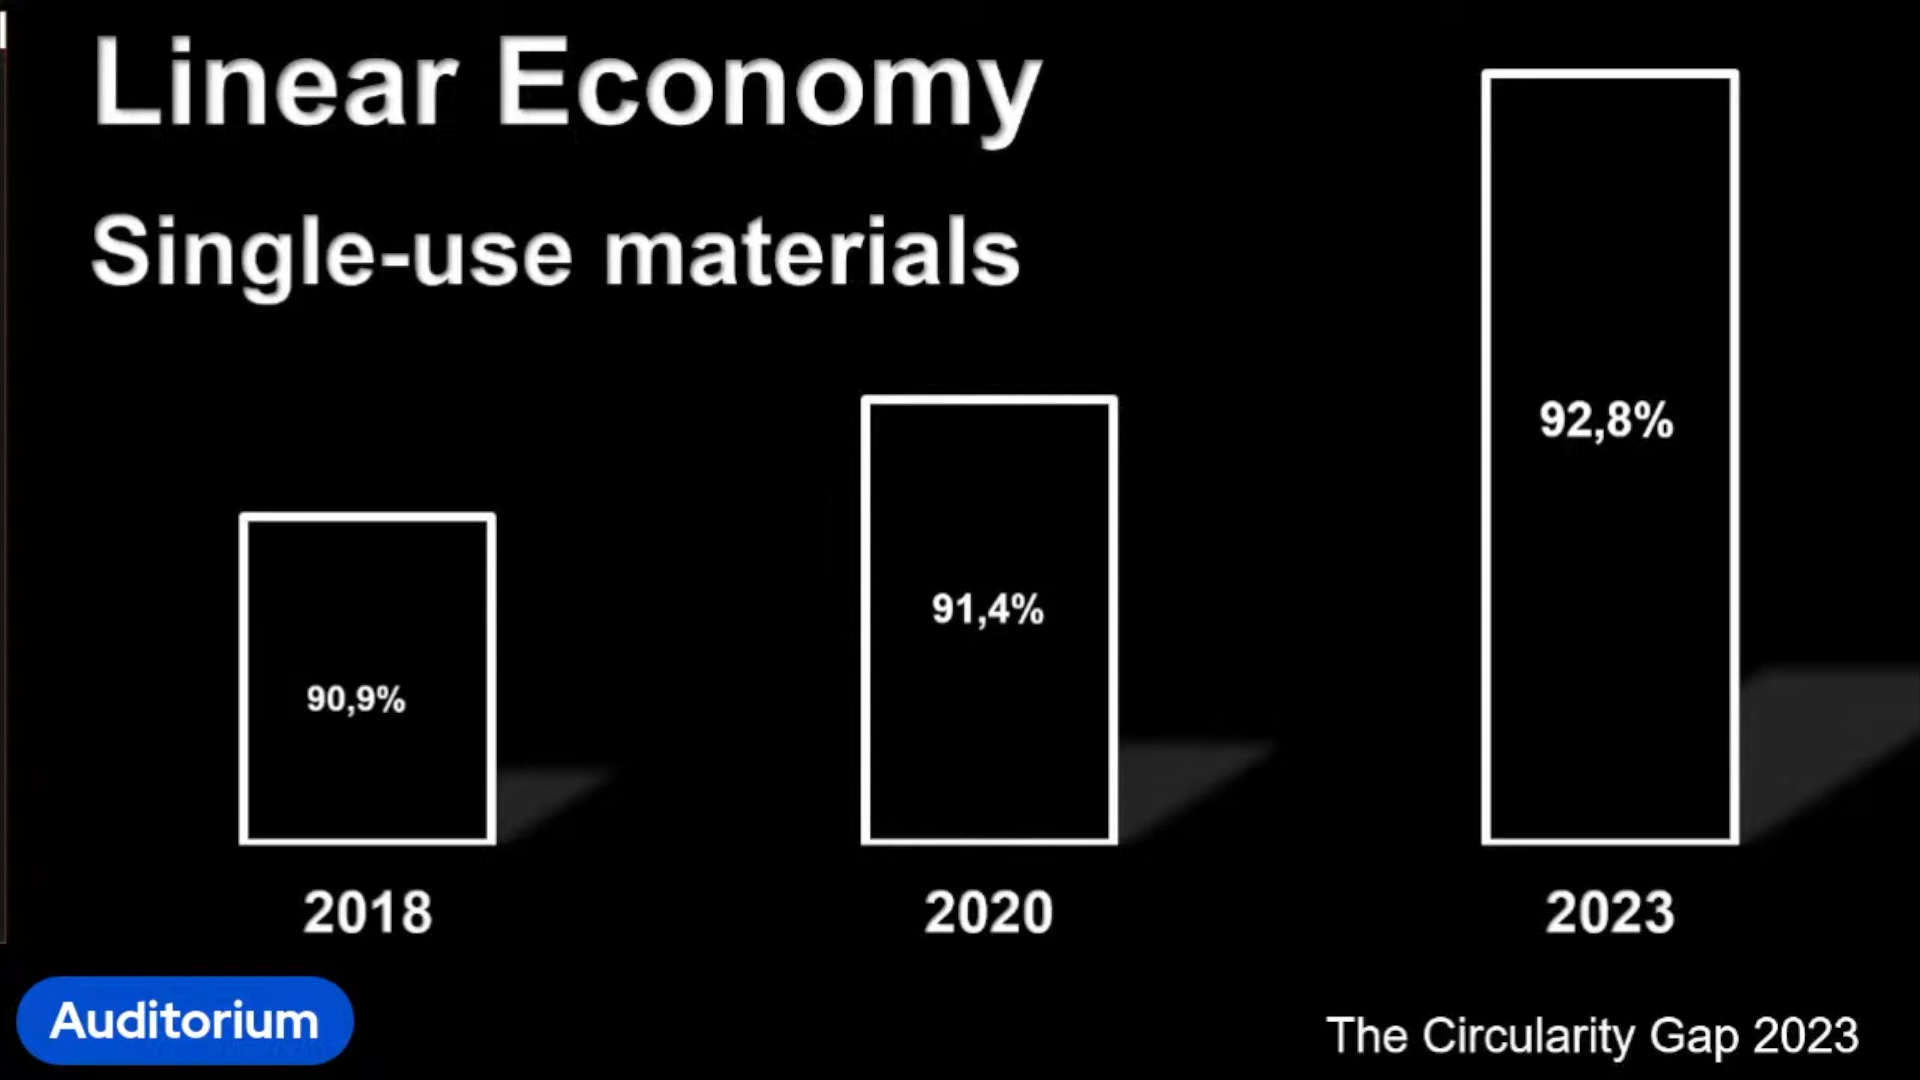 Linear Economy
Single-use materials
92,8%
91,4%
90,9%
2018
2020
2023
Auditorium
The Circularity Gap 2023